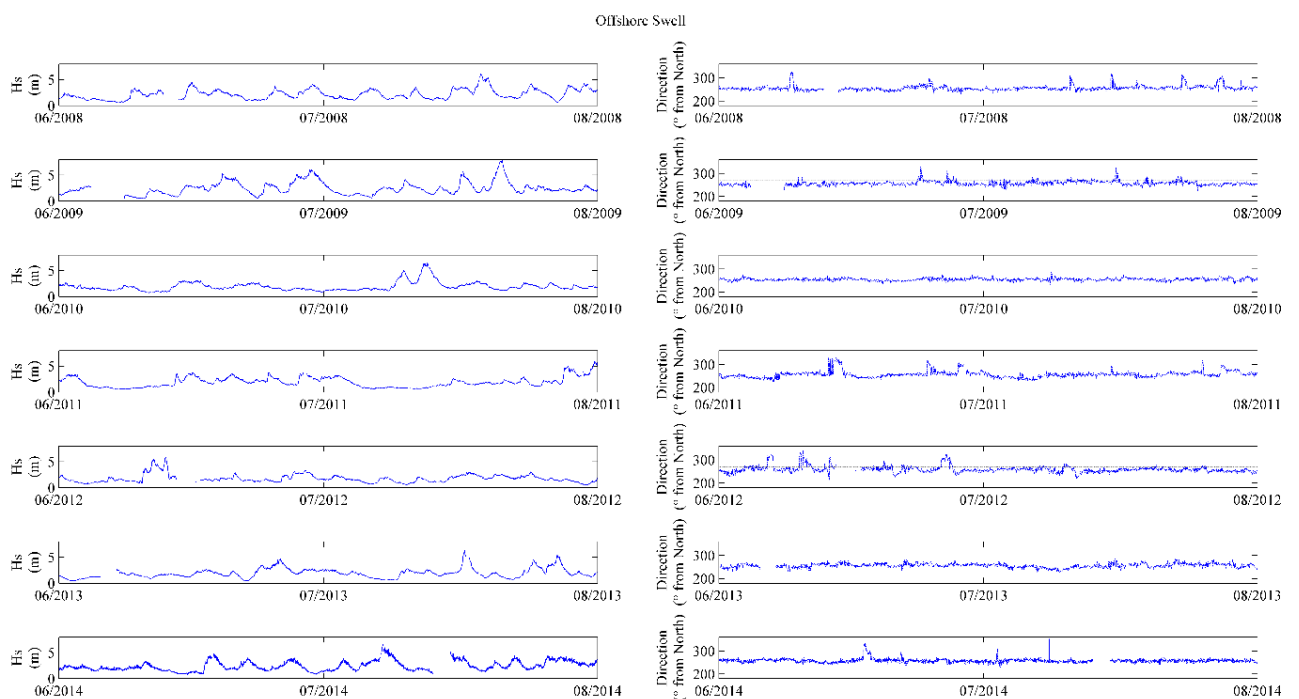 Offshore Swell
Hs
(m)
5
0
06/2008
07/2008
08/2008
Direction
(° from North)
300
200
06/2008
07/2008
08/2008
Hs
(m)
5
0
06/2009
07/2009
08/2009
Direction
(° from North)
300
200
06/2009
07/2009
08/2009
Hs
(m)
5
0
06/2010
07/2010
08/2010
Direction
(° from North)
300
200
06/2010
07/2010
08/2010
Hs
(m)
5
0
06/2011
07/2011
08/2011
Direction
(° from North)
300
200
06/2011
07/2011
08/2011
Hs
(m)
5
0
06/2012
07/2012
08/2012
Direction
(° from North)
300
200
06/2012
07/2012
08/2012
Hs
(m)
5
0
06/2013
07/2013
08/2013
Direction
(° from North)
300
200
06/2013
07/2013
08/2013
Hs
(m)
5
0
06/2014
07/2014
08/2014
Direction
(° from North)
300
200
06/2014
07/2014
08/2014